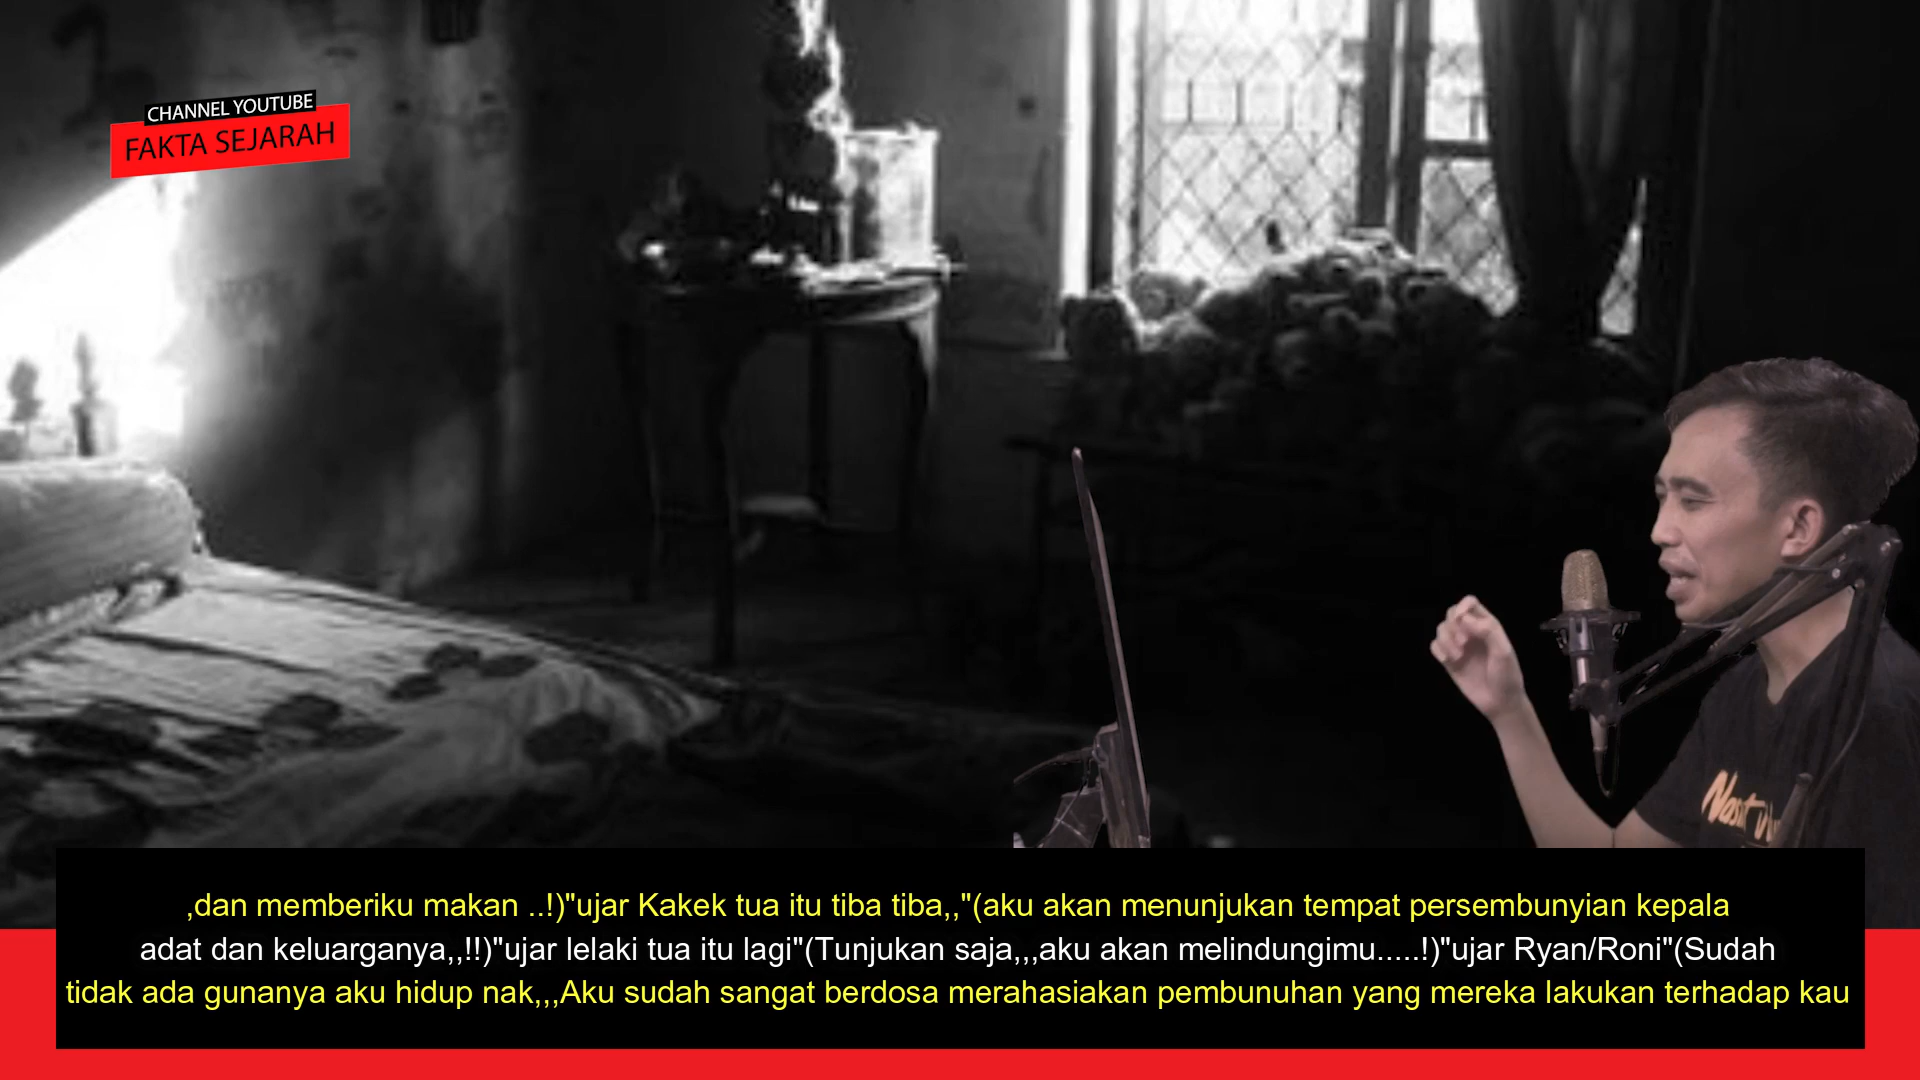 CHANNEL YOUTUBE
FAKTA SEJARAH
,dan memberiku makan ..!)"ujar Kakek tua itu tiba tiba,,"(aku akan menunjukan tempat persembunyian kepala
adat dan keluarganya,,!!)"ujar lelaki tua itu lagi"(Tunjukan saja,,,aku akan melindungimu.....!)"ujar Ryan/Roni"(Sudah
tidak ada gunanya aku hidup nak,,,Aku sudah sangat berdosa merahasiakan pembunuhan yang mereka lakukan terhadap kau